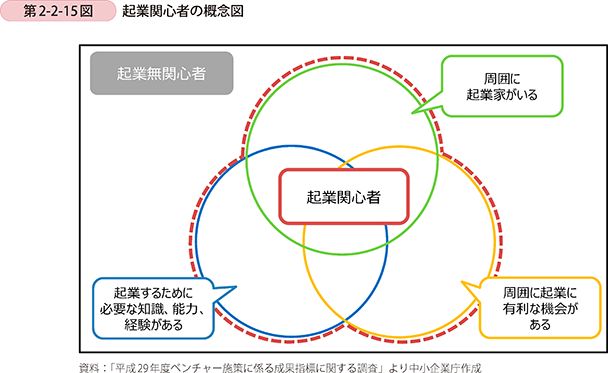 第2-2-15図 起業関心者の概念図
起業無関心者
周囲に
起業家がいる
起業関心者
起業するために
必要な知識、能力、
経験がある
周囲に起業に
有利な機会が
ある
資料:「平成29年度ベンチャー施策に係る成果指標に関する調査」より中小企業庁作成